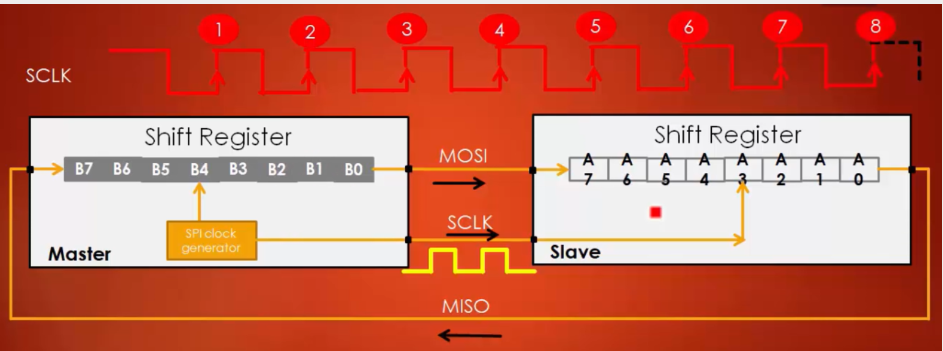 1 2 3 4 5 6 7 8
SCLK
Shift Register
B7 B6 B5 B4 B3 B2 B1 B0
SPI clock
generator
Master
MOSI
SCLK
Shift Register
A A A A A A A A
7 6 5 4 3 2 1 0
Slave
MISO